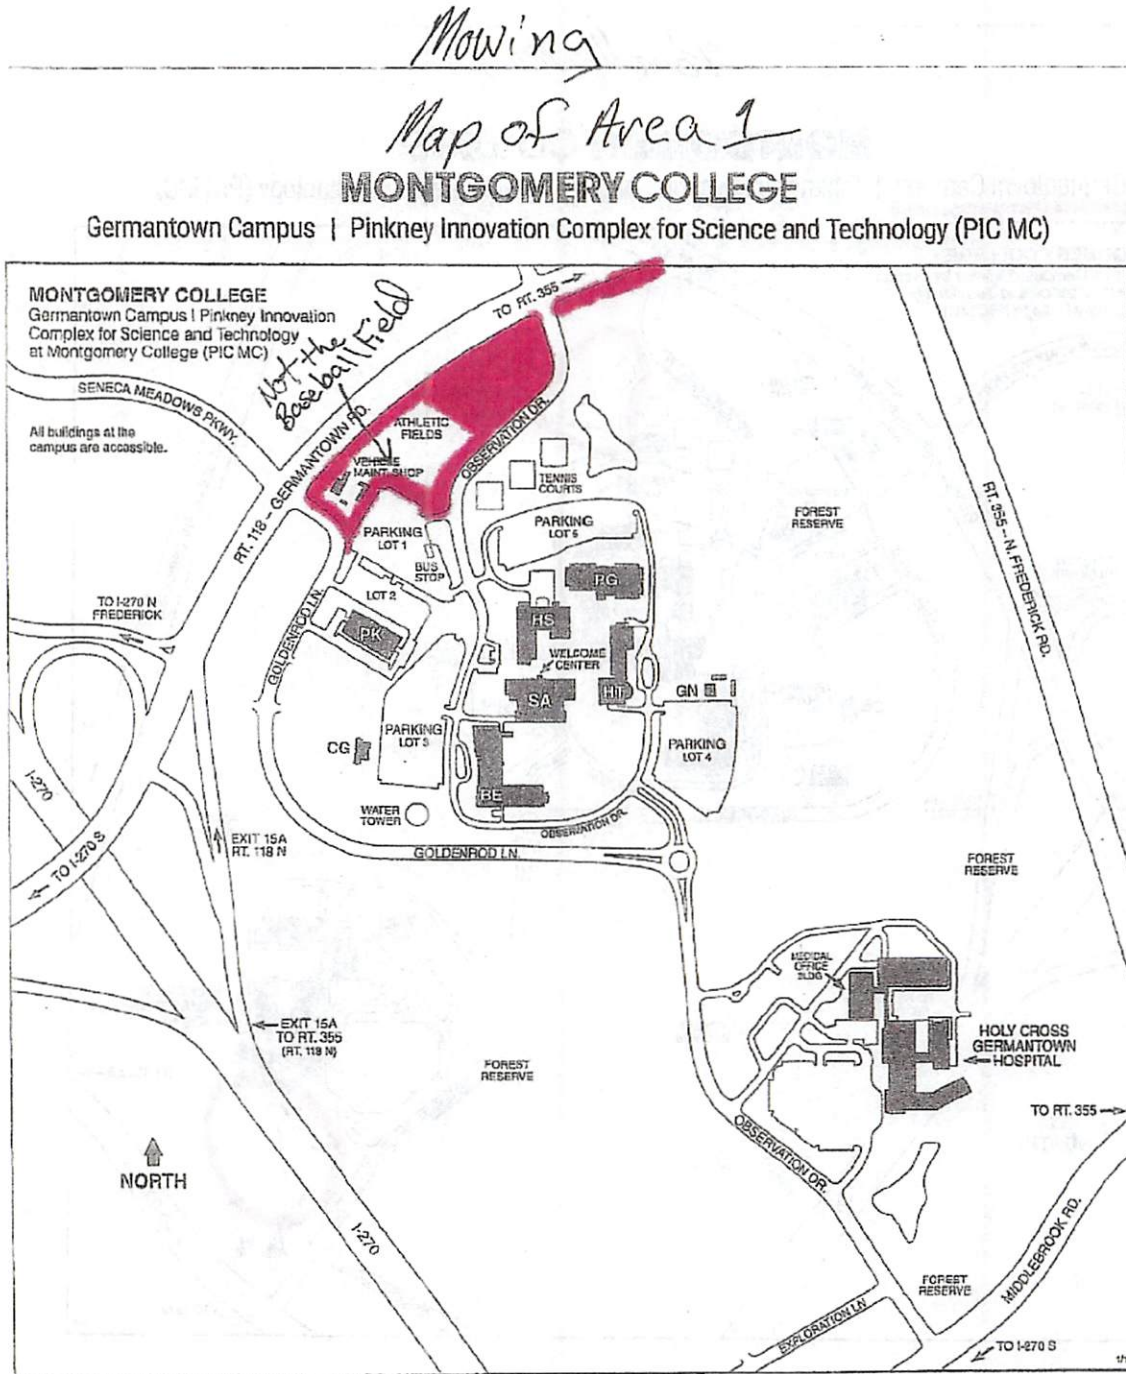 Mowing
Map of Area 1
MONTGOMERY COLLEGE
Germantown Campus | Pinkney Innovation Complex for Science and Technology (PIC MC)
MONTGOMERY COLLEGE
Germantown Campus | Pinkney Innovation
Complex for Science and Technology
at Montgomery College (PIC MC)
TO RT. 355
Not the
Baseball Field
SENECA MEADOWS PKWY.
All buildings at the
campus are accessible.
RT. 118 – GERMANTOWN RD.
ATHLETIC
FIELDS
OBSERVATION DR.
VEHICLE
MAINT. SHOP
TENNIS
COURTS
PARKING
LOT 1
PARKING
LOT 5
FOREST
RESERVE
RT. 355 – N. FREDERICK RD.
BUS
STOP
LOT 2
PG
TO I-270 N
FREDERICK
GOLDENROD LN.
PK
HS
WELCOME
CENTER
SA
HT
GN
PARKING
LOT 3
PARKING
LOT 4
CG
I-270
BE
WATER
TOWER
OBSERVATION DR.
EXIT 15A
RT. 118 N
GOLDENROD LN.
TO I-270 S
FOREST
RESERVE
MEDICAL
OFFICE
BLDG
EXIT 15A
TO RT. 355
(RT. 118 N)
HOLY CROSS
GERMANTOWN
HOSPITAL
FOREST
RESERVE
TO RT. 355
OBSERVATION DR.
NORTH
I-270
MIDDLEBROOK RD.
FOREST
RESERVE
EXPLORATION LN
TO I-270 S